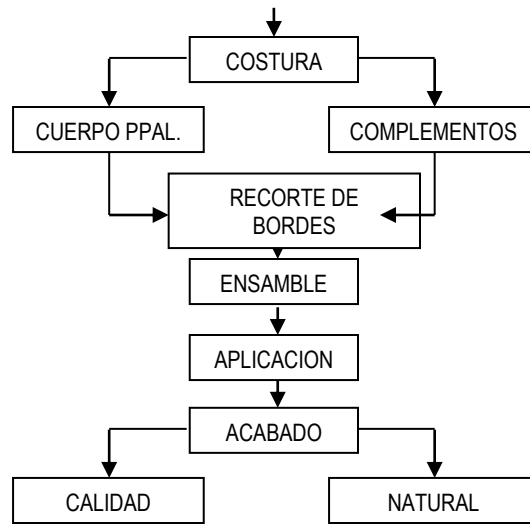 COSTURA
CUERPO PPAL.
COMPLEMENTOS
RECORTE DE
BORDES
ENSAMBLE
APLICACION
ACABADO
CALIDAD
NATURAL